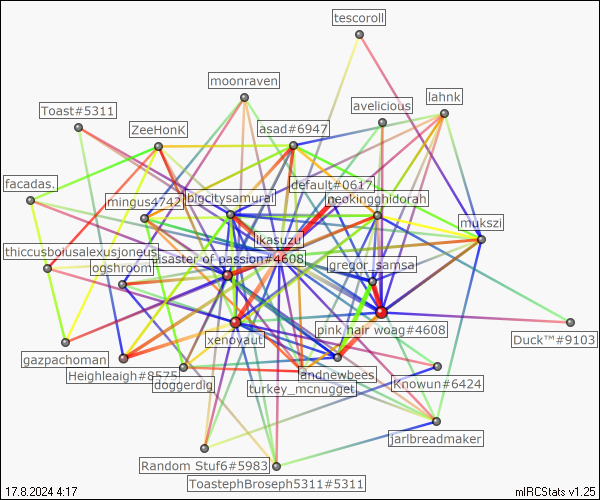 tescoroll
moonraven
lahnk
Toast#5311
avelicious
ZeeHonK
asad#6947
facadas.
default#0617
mingus4742
bigcitysamurai
neokingghidorah
mukszi
ikasuzu
thiccusboiusalexusjoneus
disaster of passion#4608
ogshroom
gregor_samsa
pink hair woag#4608
xenoyaut
Duck™#9103
gazpachoman
Heighleaigh#8575
andnewbees
doggerdig
turkey_mcnugget
Knowun#6424
jarlbreadmaker
Random Stuf6#5983
ToastephBroseph5311#5311
17.8.2024 4:17
mIRCStats v1.25